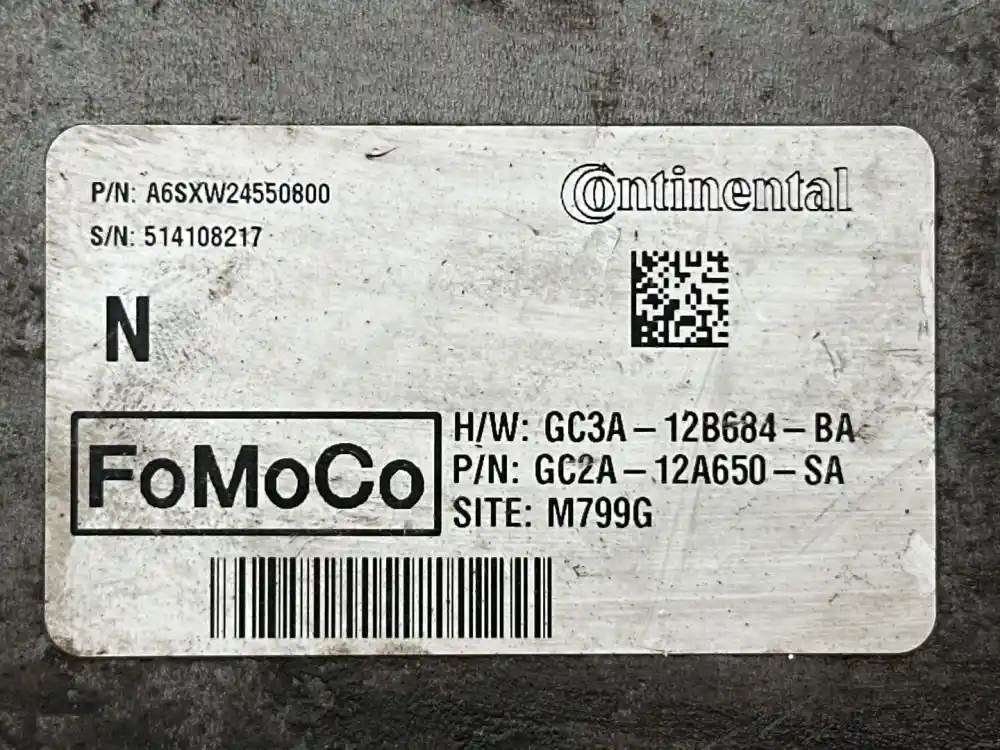 P/N: A6SXW24550800
S/N: 514108217
Continental
N
FoMoCo
H/W: GC3A-12B684-BA
P/N: GC2A-12A650-SA
SITE: M799G